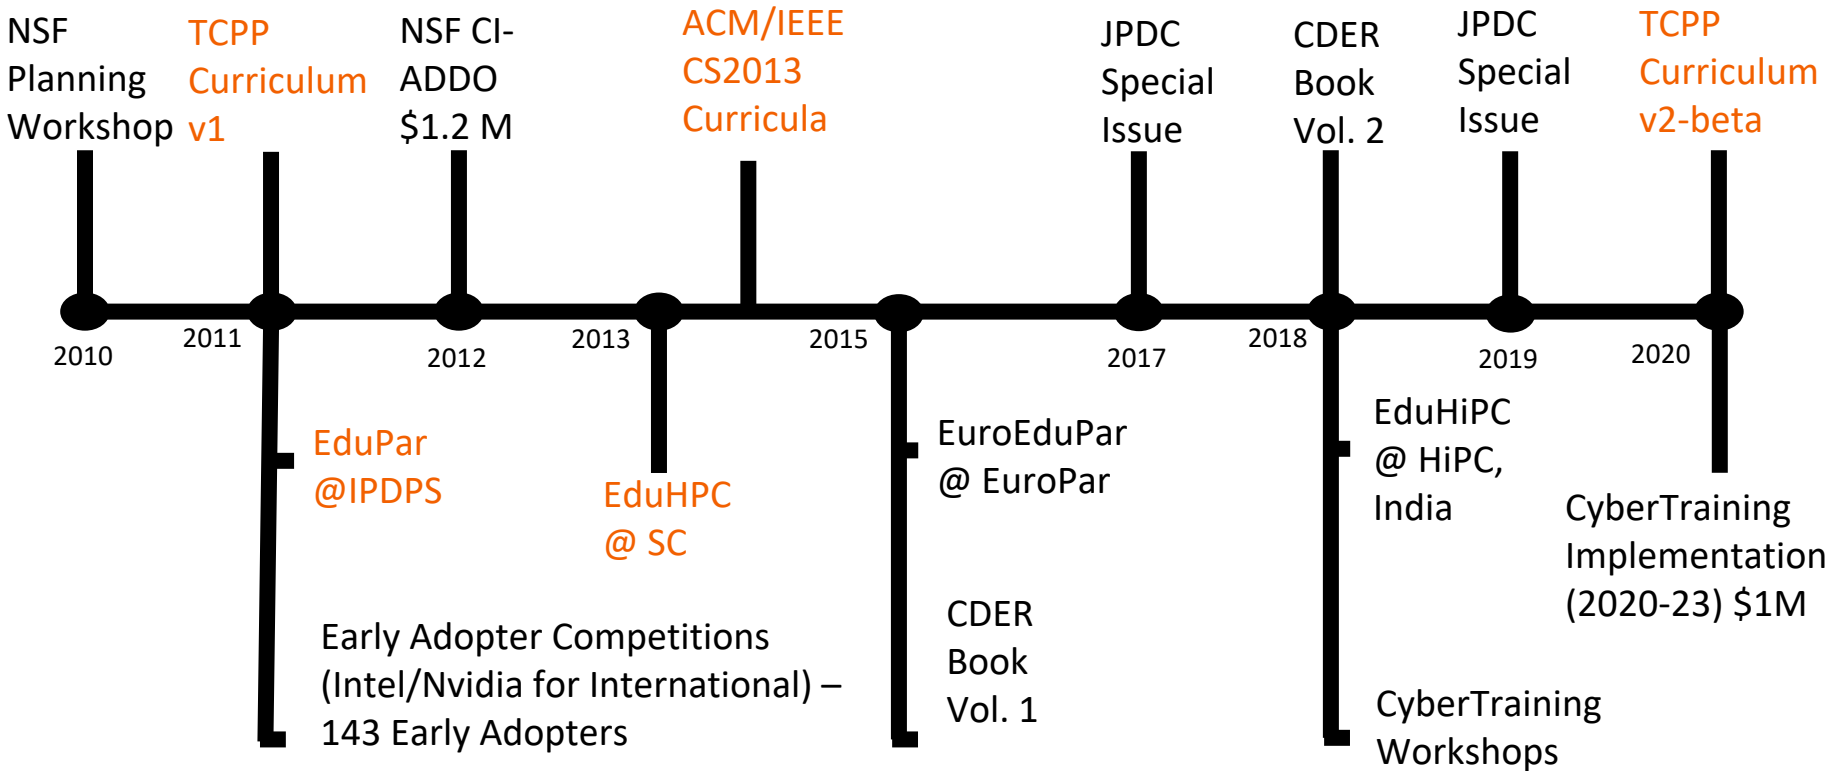 NSF
Planning
Workshop
TCPP
Curriculum
v1
NSF CI-
ADDO
$1.2 M
ACM/IEEE
CS2013
Curricula
JPDC
Special
Issue
CDER
Book
Vol. 2
JPDC
Special
Issue
TCPP
Curriculum
v2-beta
2010
2011
2012
2013
2015
2017
2018
2019
2020
EduPar
@IPDPS
Early Adopter Competitions
(Intel/Nvidia for International) –
143 Early Adopters
EduHPC
@ SC
EuroEduPar
@ EuroPar
CDER
Book
Vol. 1
EduHiPC
@ HiPC,
India
CyberTraining
Workshops
CyberTraining
Implementation
(2020-23) $1M